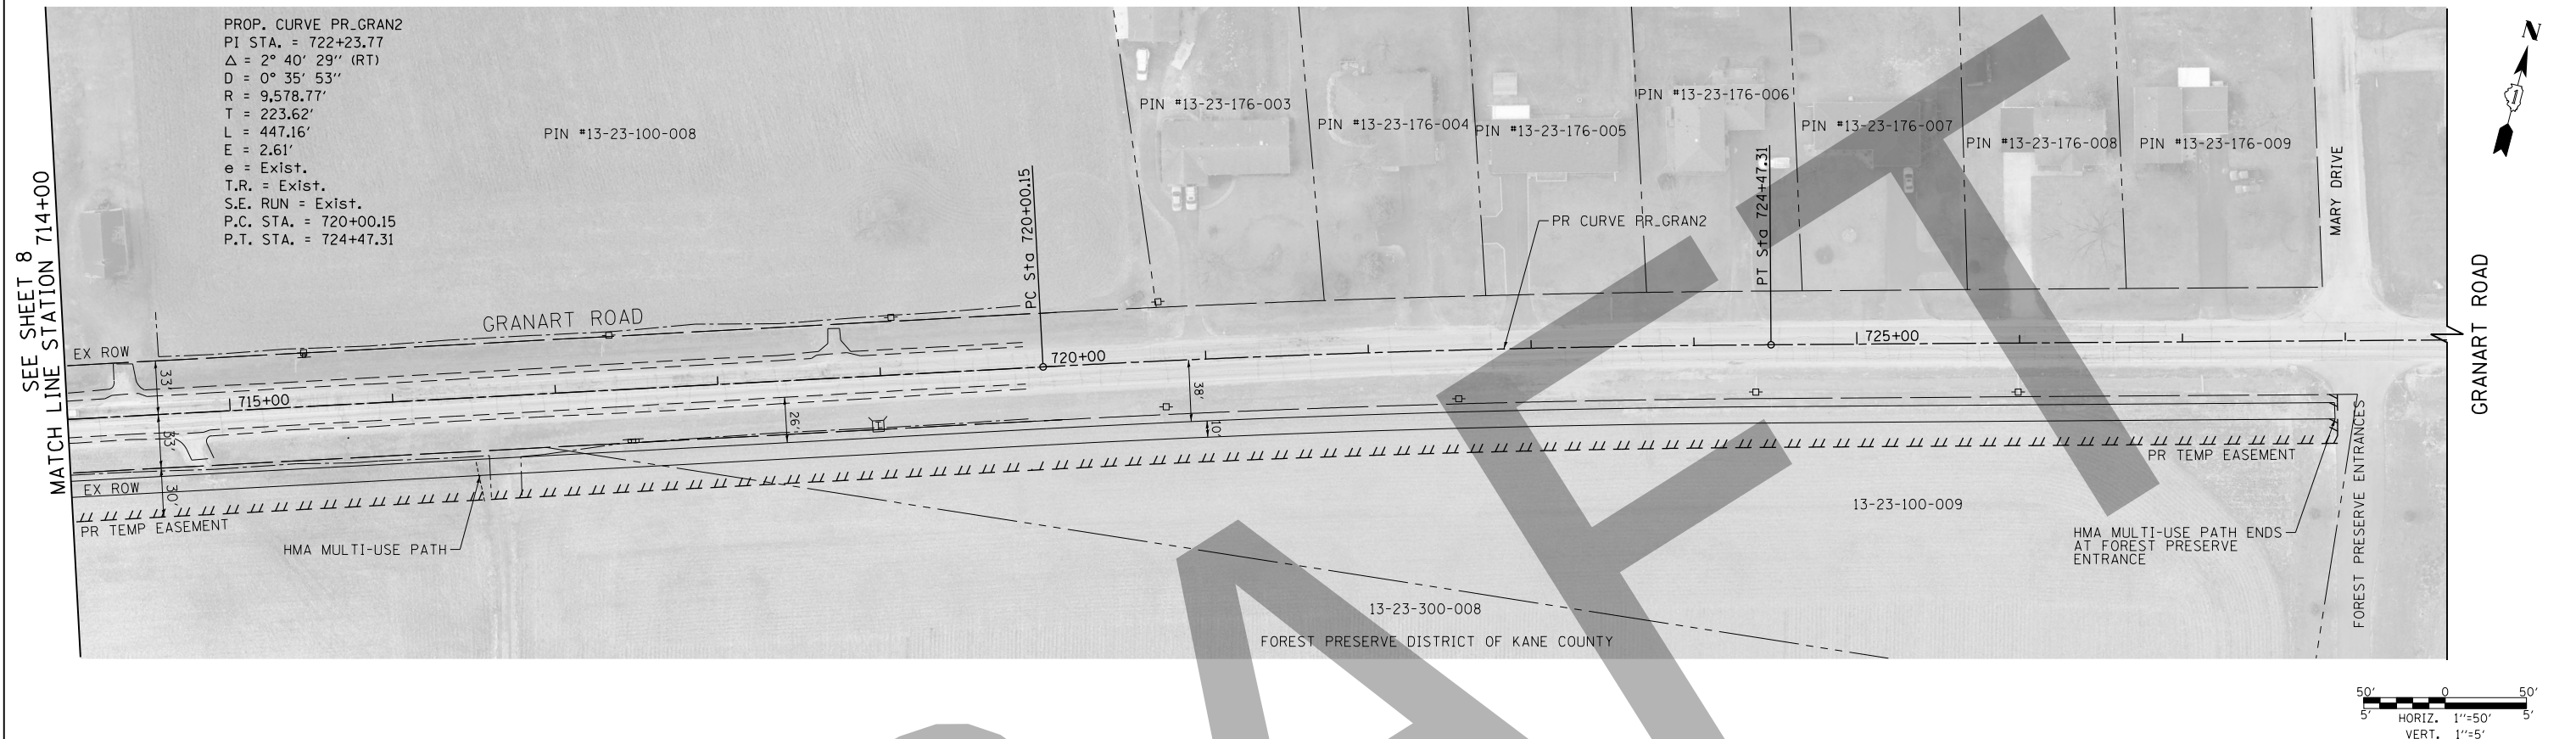 PROP. CURVE PR_GRAN2
PI STA. = 722+23.77
Δ = 2° 40' 29" (RT)
D = 0° 35' 53"
R = 9,578.77'
T = 223.62'
L = 447.16'
E = 2.61'
e = Exist.
T.R. = Exist.
S.E. RUN = Exist.
P.C. STA. = 720+00.15
P.T. STA. = 724+47.31
SEE SHEET 8
MATCH LINE STATION 714+00
PIN #13-23-100-008
PIN #13-23-176-003
PIN #13-23-176-004
PIN #13-23-176-005
PIN #13-23-176-006
PIN #13-23-176-007
PIN #13-23-176-008
PIN #13-23-176-009
MARY DRIVE
N
1
PC Sta 720+00.15
PT Sta 724+47.31
PR CURVE PR_GRAN2
GRANART ROAD
GRANART ROAD
EX ROW
33'
715+00
720+00
725+00
33'
26'
38'
10'
EX ROW
30'
PR TEMP EASEMENT
PR TEMP EASEMENT
HMA MULTI-USE PATH
13-23-100-009
HMA MULTI-USE PATH ENDS
AT FOREST PRESERVE
ENTRANCE
FOREST PRESERVE ENTRANCES
13-23-300-008
FOREST PRESERVE DISTRICT OF KANE COUNTY
AFT
50' 0 50'
5' 5'
HORIZ. 1"=50'
VERT. 1"=5'